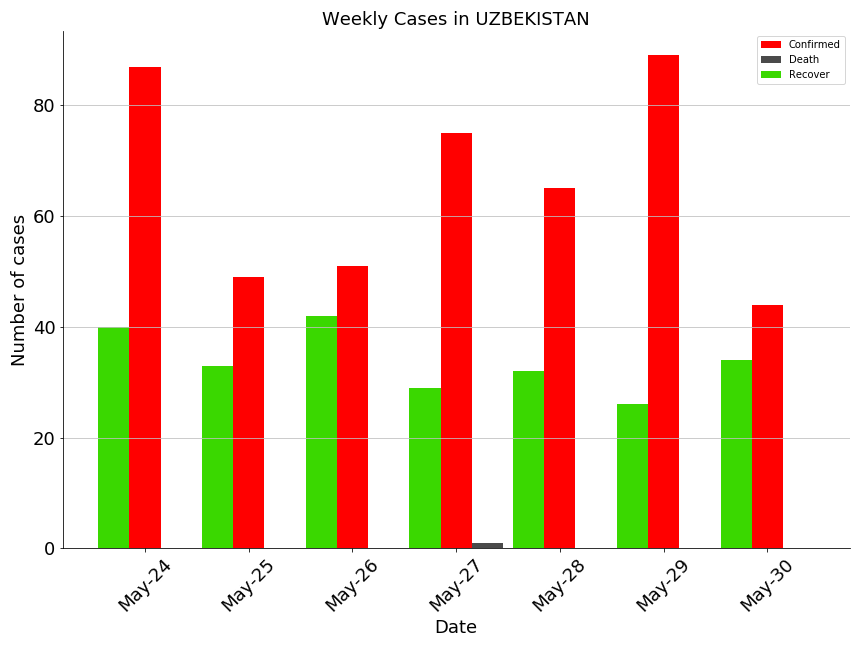 Weekly Cases in UZBEKISTAN
Confirmed
Death
Recover
Number of cases
80
60
40
20
0
May-24
May-25
May-26
May-27
May-28
May-29
May-30
Date